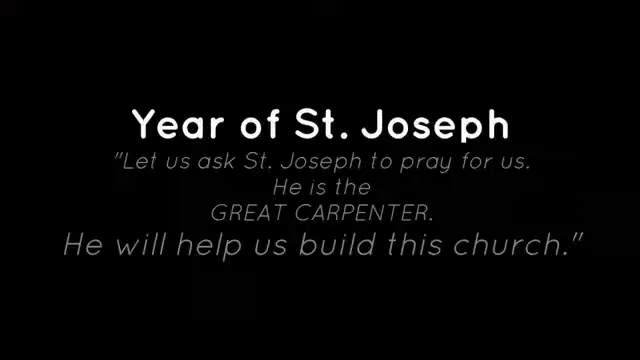 Year of St. Joseph
"Let us ask St. Joseph to pray for us.
He is the
GREAT CARPENTER.
He will help us build this church."